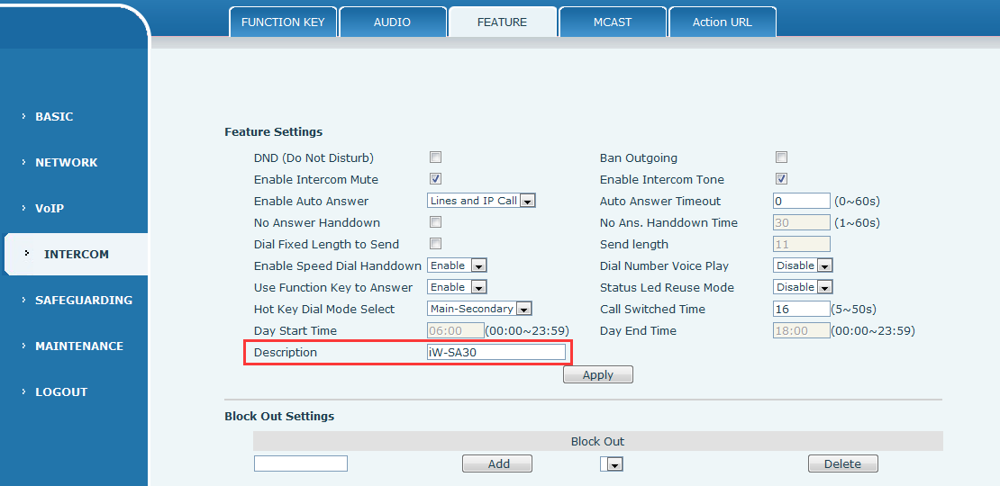 FUNCTION KEY AUDIO FEATURE MCAST Action URL
BASIC
NETWORK
VoIP
INTERCOM
SAFEGUARDING
MAINTENANCE
LOGOUT
Feature Settings
DND (Do Not Disturb) Ban Outgoing
Enable Intercom Mute Enable Intercom Tone
Enable Auto Answer Lines and IP Call Auto Answer Timeout 0 (0~60s)
No Answer Handdown No Ans. Handdown Time 30 (1~60s)
Dial Fixed Length to Send Send length 11
Enable Speed Dial Handdown Enable Dial Number Voice Play Disable
Use Function Key to Answer Enable Status Led Reuse Mode Disable
Hot Key Dial Mode Select Main-Secondary Call Switched Time 16 (5~50s)
Day Start Time 06:00 (00:00~23:59) Day End Time 18:00 (00:00~23:59)
Description iW-SA30
Apply
Block Out Settings
Block Out
Add Delete